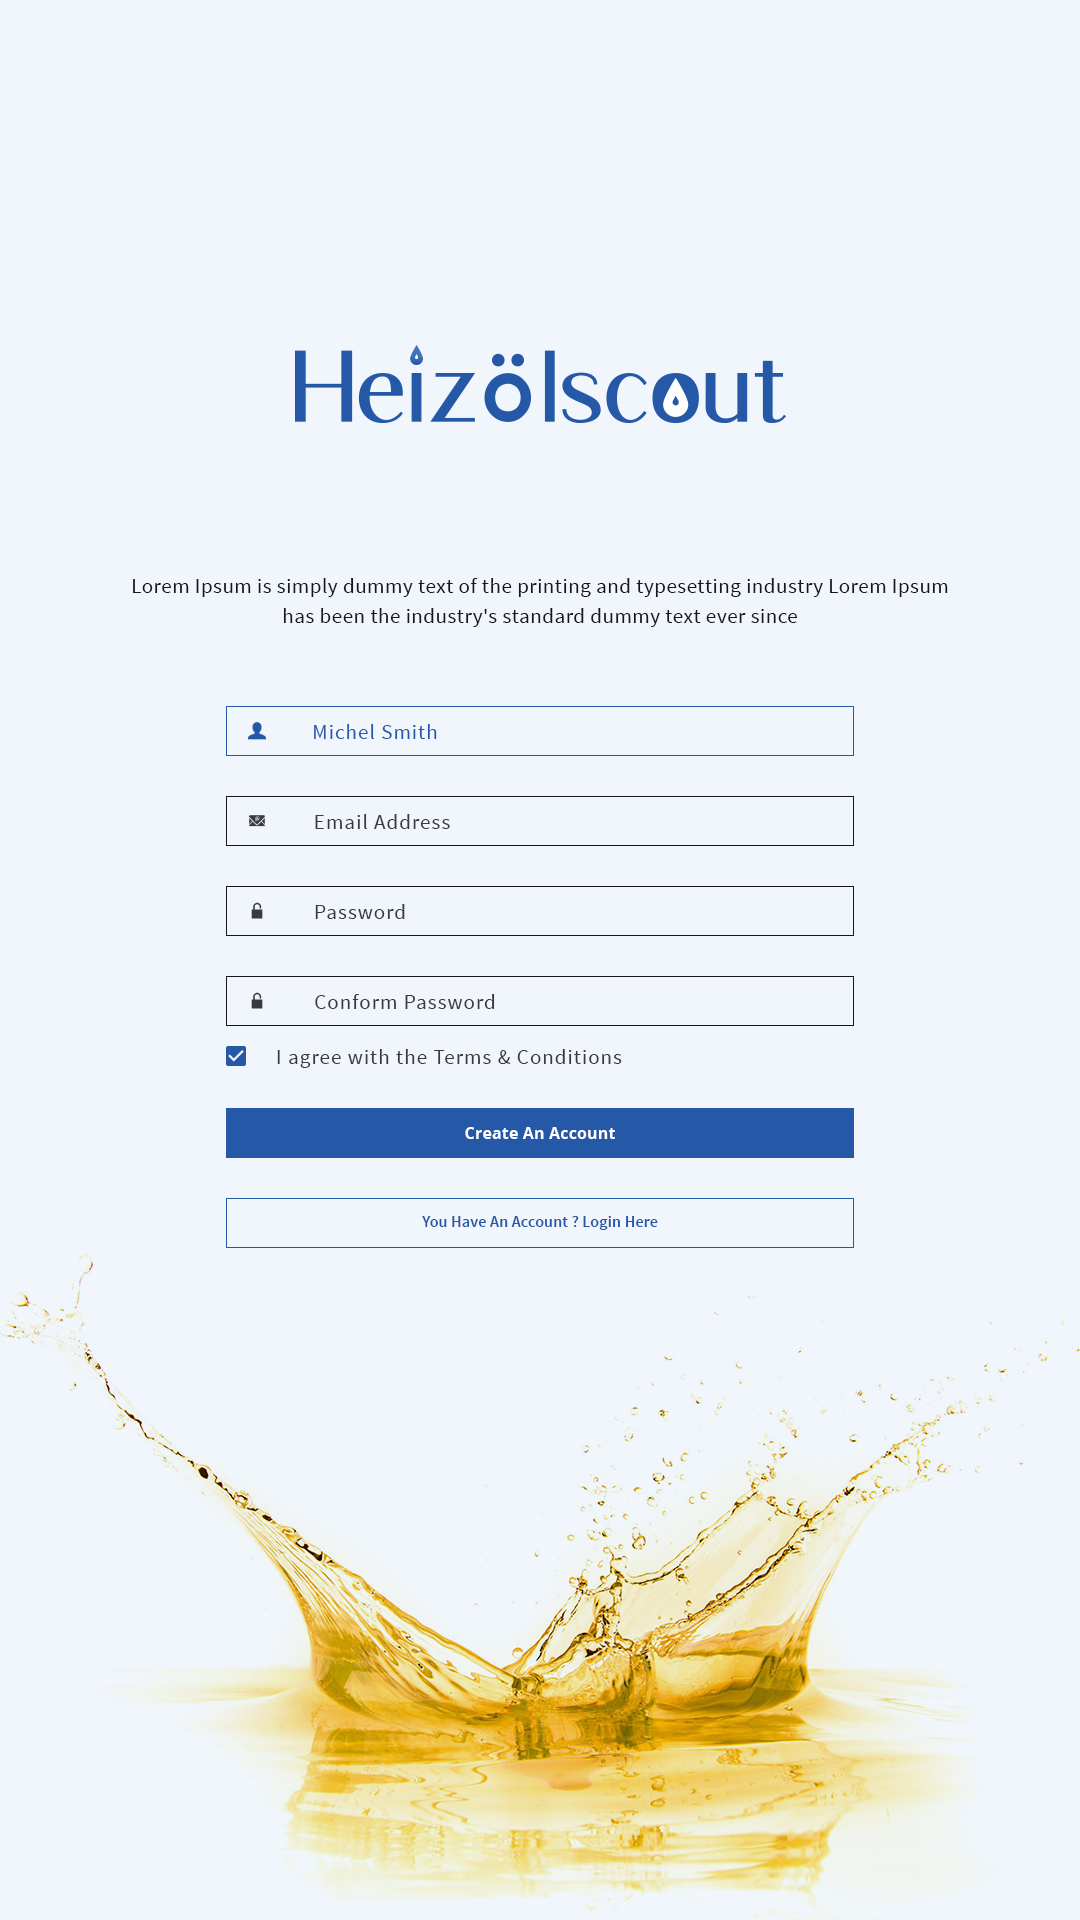 Heizölscout
Lorem Ipsum is simply dummy text of the printing and typesetting industry Lorem Ipsum
has been the industry's standard dummy text ever since
Michel Smith
Email Address
Password
Conform Password
I agree with the Terms & Conditions
Create An Account
You Have An Account ? Login Here